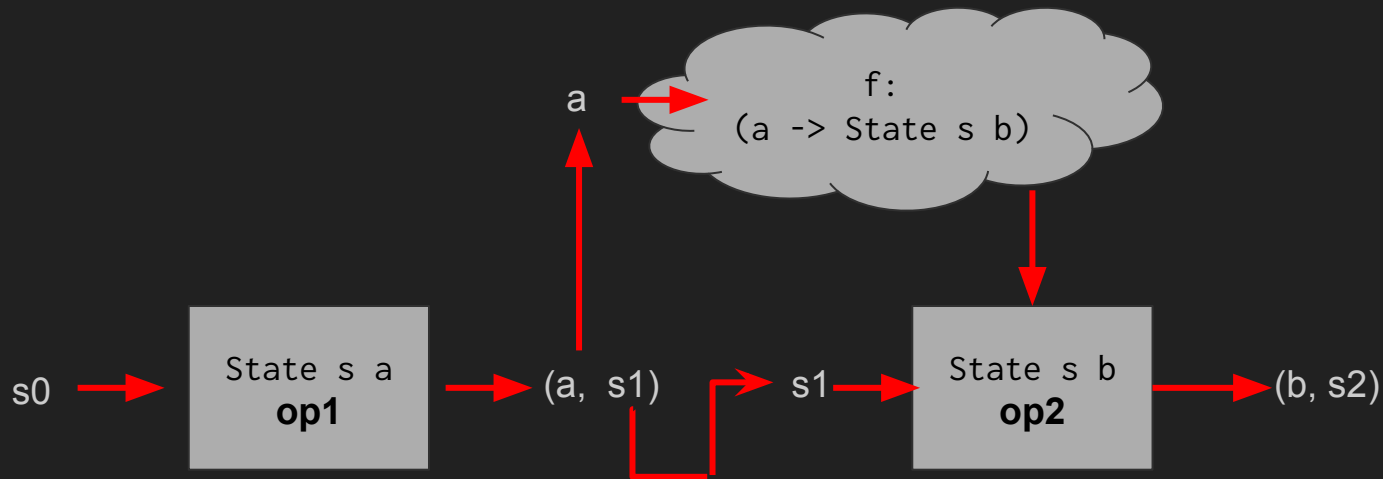 a
f:
(a -> State s b)
s0
State s a
op1
(a, s1)
s1
State s b
op2
(b, s2)